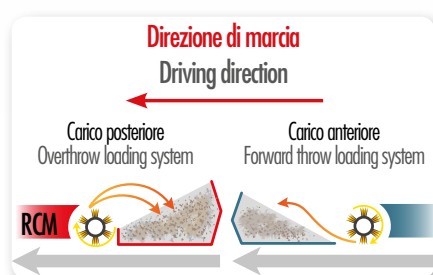 Direzione di marcia
Driving direction
Carico posteriore
Overthrow loading system
Carico anteriore
Forward throw loading system
RCM